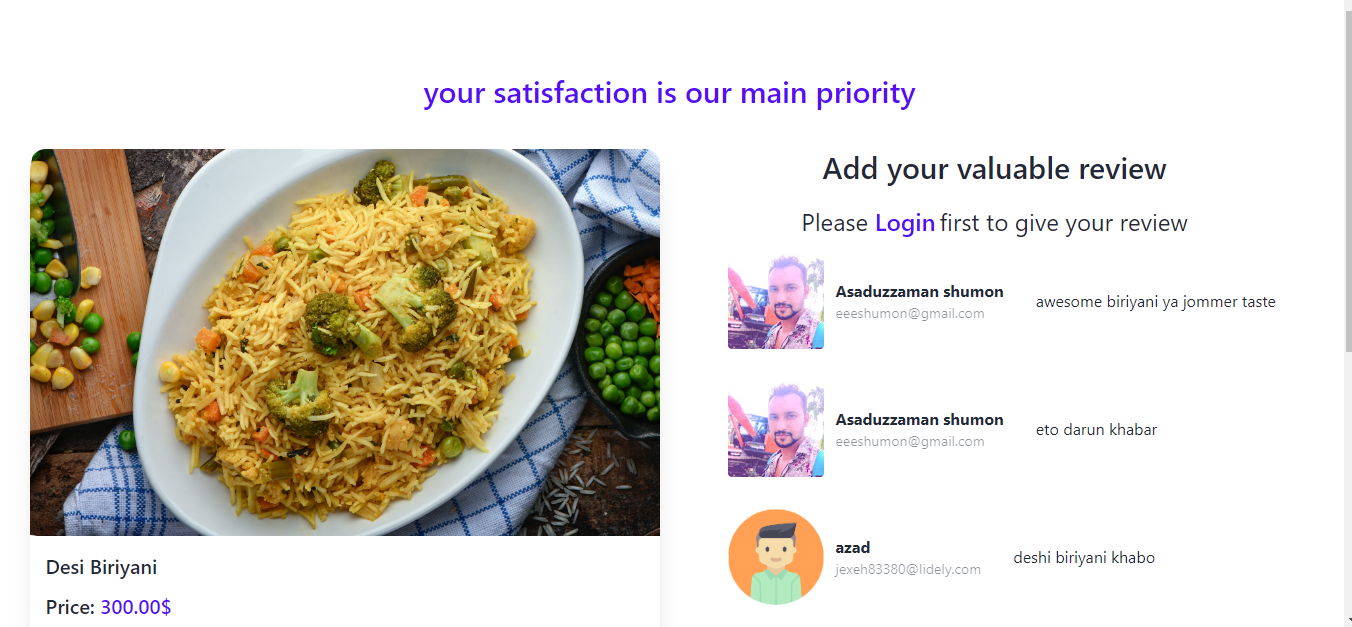 your satisfaction is our main priority
Desi Biriyani
Price: 300.00$
Add your valuable review
Please Login first to give your review
Asaduzzaman shumon
eeeshumon@gmail.com
awesome biriyani ya jommer taste
Asaduzzaman shumon
eeeshumon@gmail.com
eto darun khabar
azad
jexeh83380@lidely.com
deshi biriyani khabo